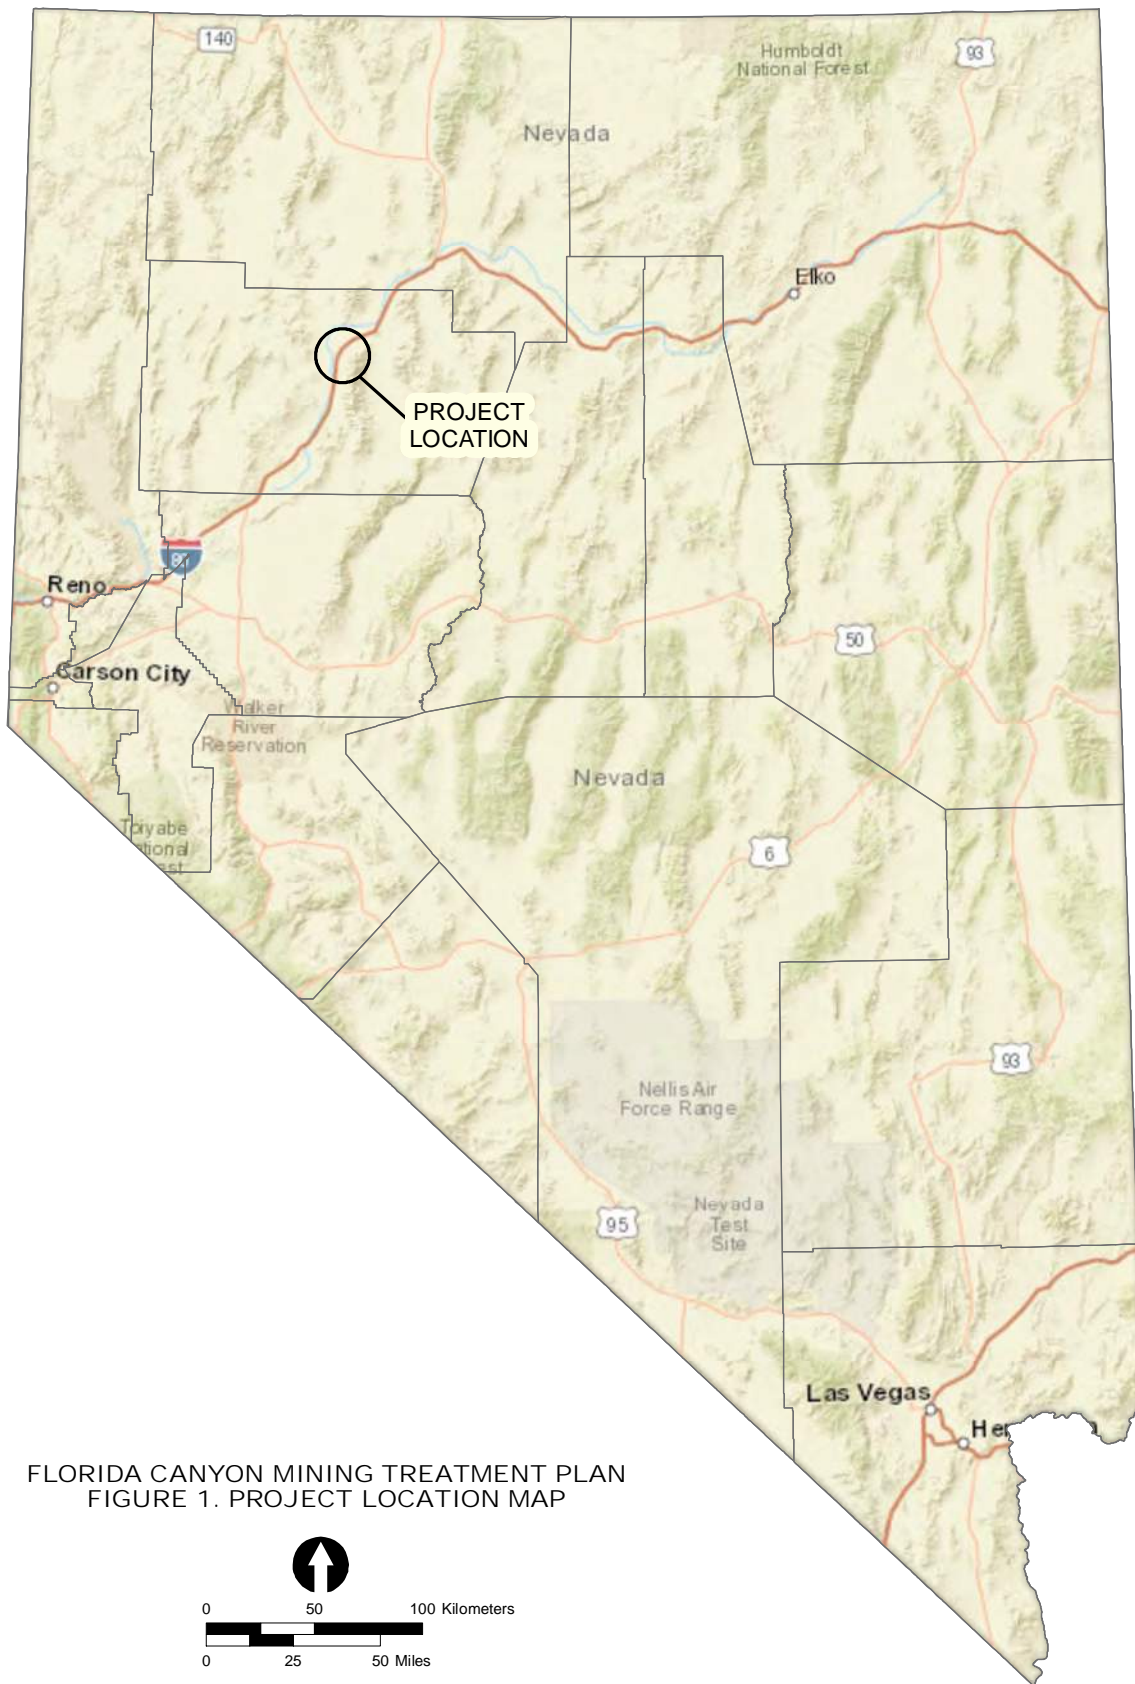 140
Humboldt
National Forest
93
Nevada
Elko
PROJECT
LOCATION
Reno
50
Carson City
Walker
River
Reservation
Nevada
Toiyabe
6
Nellis Air
Force Range
93
Nevada
Test
Site
95
Las Vegas
FLORIDA CANYON MINING TREATMENT PLAN
FIGURE 1. PROJECT LOCATION MAP
0 50 100 Kilometers
0 25 50 Miles